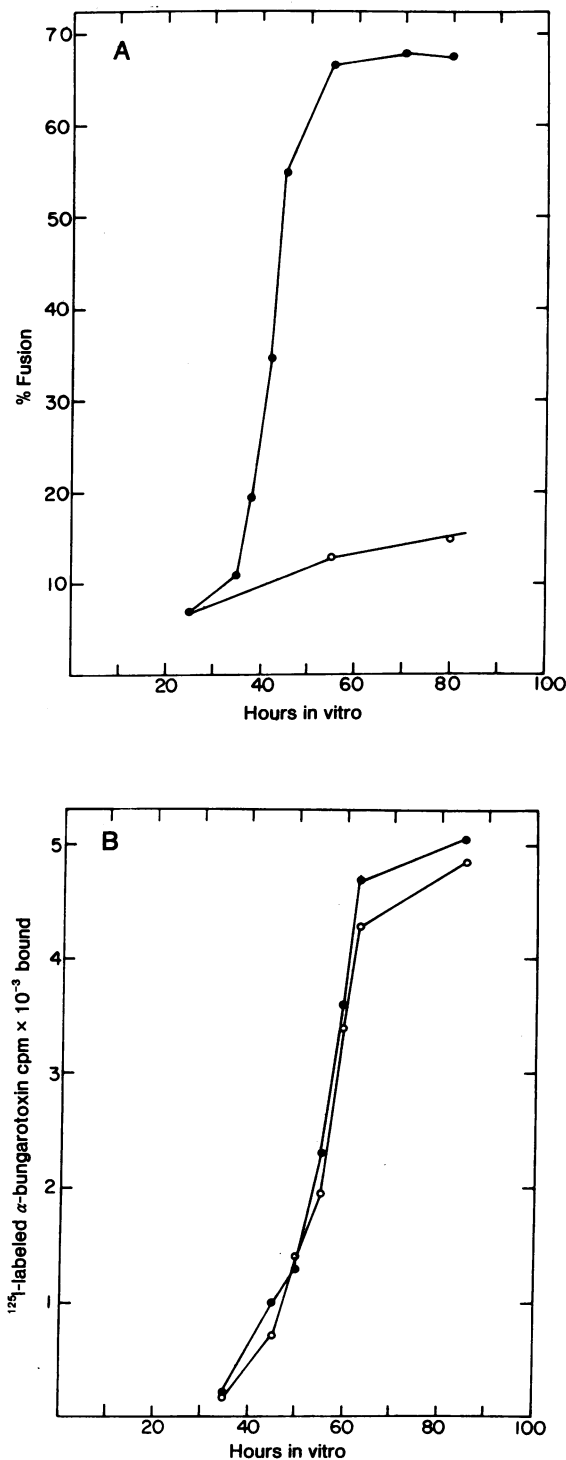 A
70
60
50
40
30
20
10
% Fusion
20 40 60 80 100
Hours in vitro
B
5
4
3
2
1
¹²⁵I-labeled α-bungarotoxin cpm × 10⁻³ bound
20 40 60 80 100
Hours in vitro